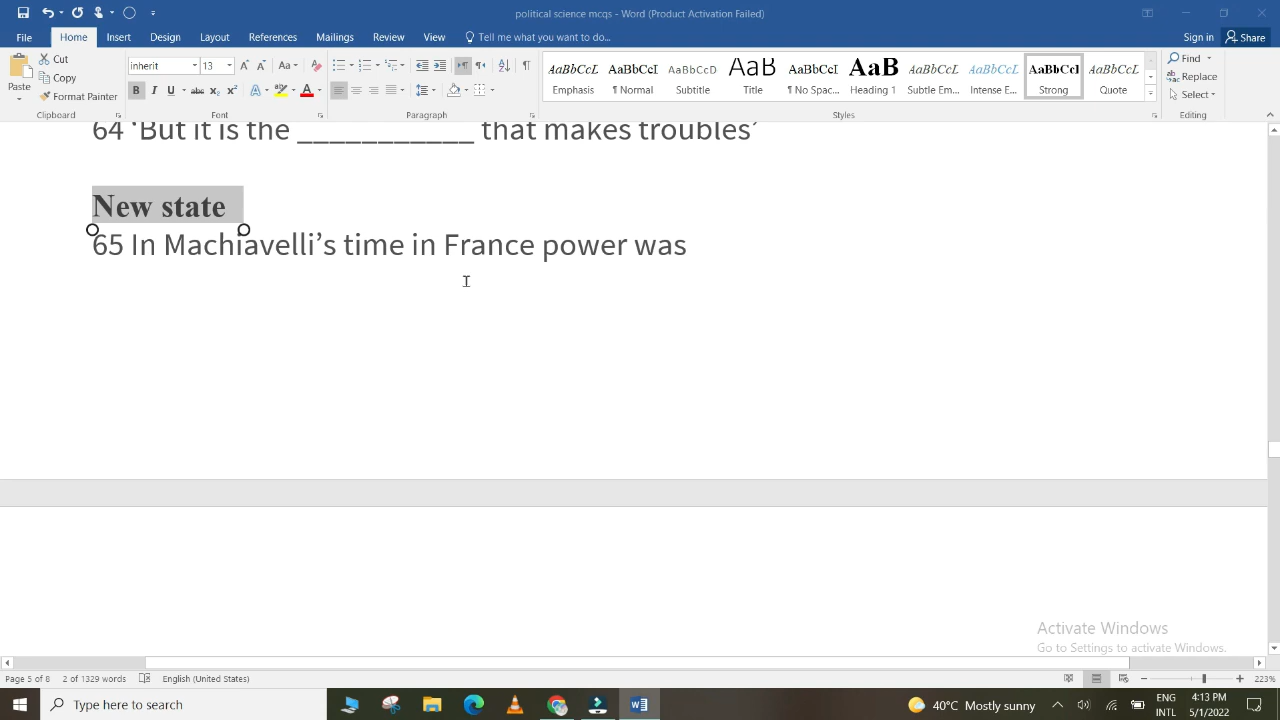 political science mcqs - Word (Product Activation Failed)
File Home Insert Design Layout References Mailings Review View Tell me what you want to do... Sign in Share
Paste Cut Copy Format Painter Clipboard
inherit 13 Font
Paragraph
AaBbCcL AaBbCcI AaBbCcD AaB AaBbCcI AaB AaBbCcL AaBbCcL AaBbCcl AaBbCcL
Emphasis ¶ Normal Subtitle Title ¶ No Spac... Heading 1 Subtle Em... Intense E... Strong Quote
Styles
Find Replace Select Editing
64 ‘But it is the ___________ that makes troubles’
New state
65 In Machiavelli’s time in France power was
Activate Windows
Go to Settings to activate Windows.
Page 5 of 8 2 of 1329 words English (United States) 223%
Type here to search 40°C Mostly sunny ENG INTL 4:13 PM 5/1/2022